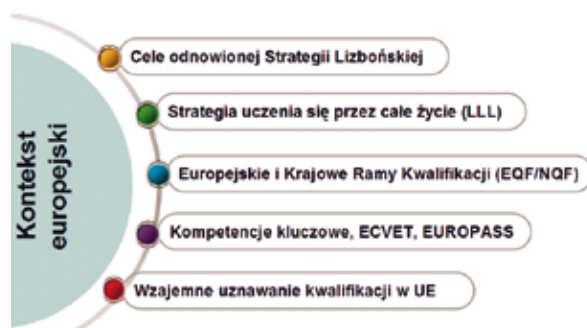 Kontekst
europejski
Cele odnowionej Strategii Lizbońskiej
Strategia uczenia się przez całe życie (LLL)
Europejskie i Krajowe Ramy Kwalifikacji (EQF/NQF)
Kompetencje kluczowe, ECVET, EUROPASS
Wzajemne uznawanie kwalifikacji w UE